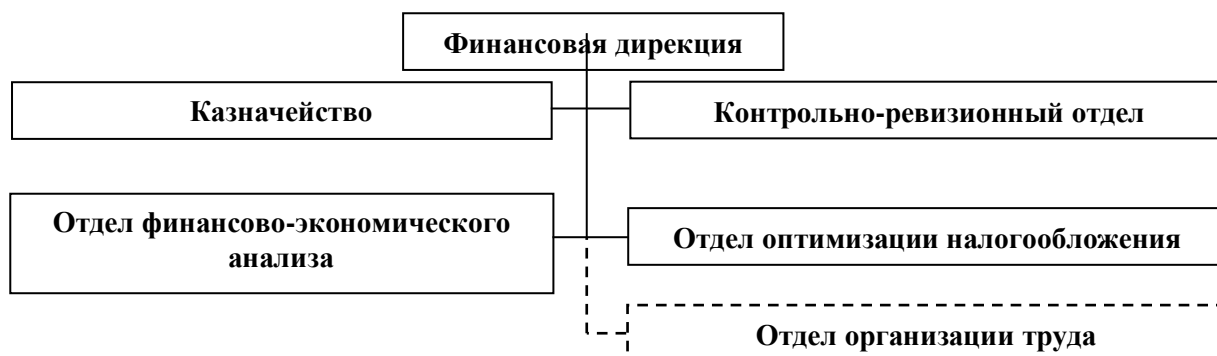 Финансовая дирекция
Казначейство
Контрольно-ревизионный отдел
Отдел финансово-экономического
анализа
Отдел оптимизации налогообложения
Отдел организации труда